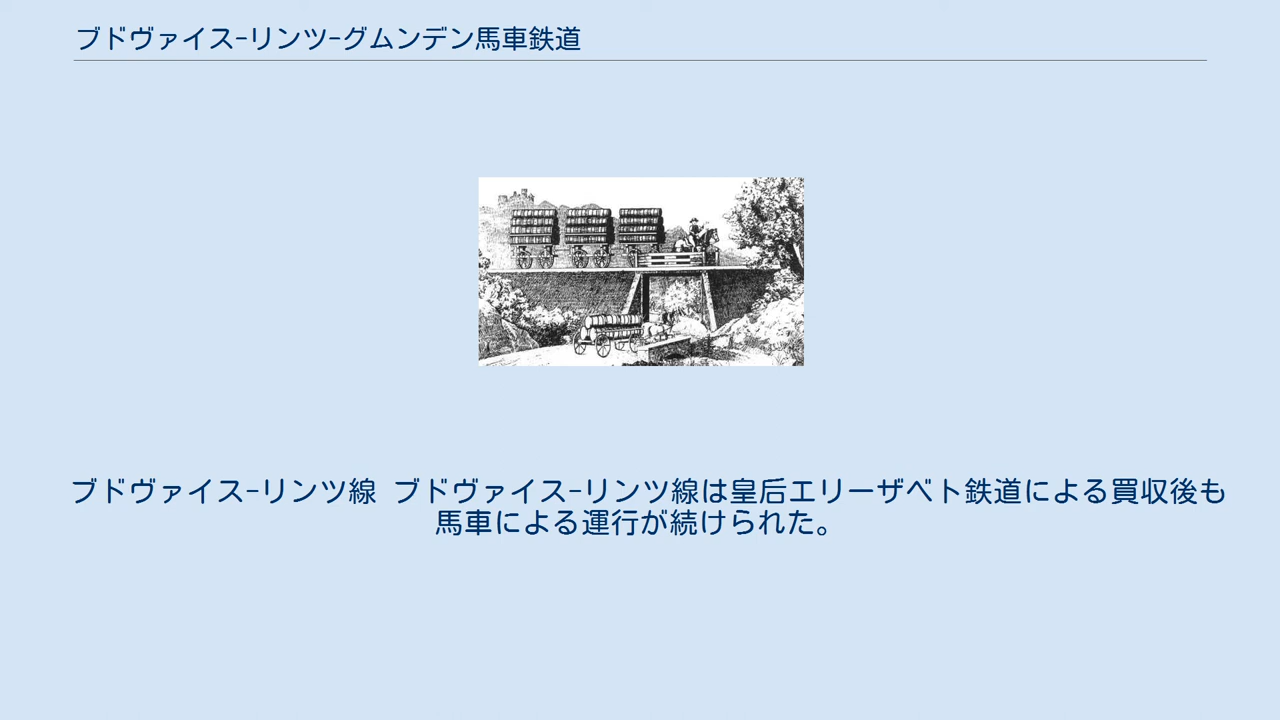 ブドヴァイス-リンツ-グムンデン馬車鉄道
ブドヴァイス-リンツ線 ブドヴァイス-リンツ線は皇后エリーザベト鉄道による買収後も
馬車による運行が続けられた。